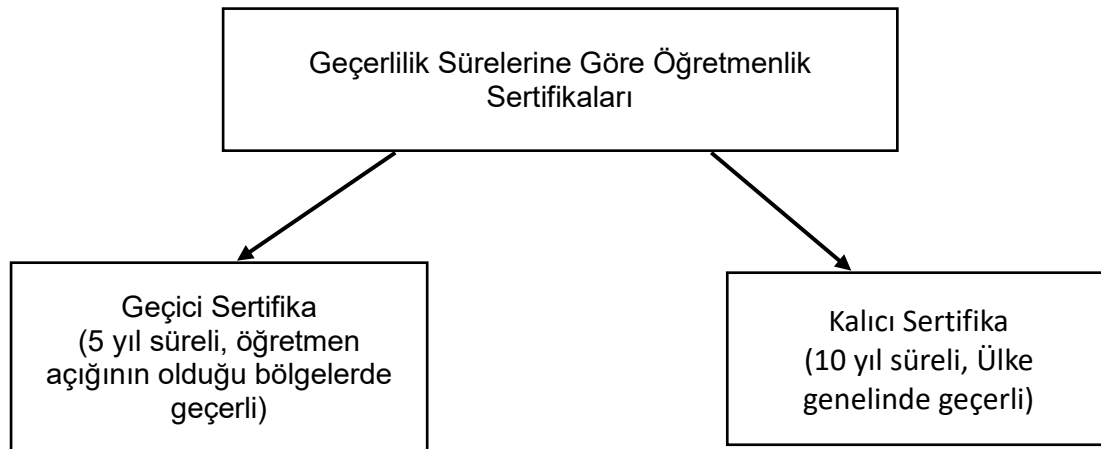 Geçerlilik Sürelerine Göre Öğretmenlik
Sertifikaları
Geçici Sertifika
(5 yıl süreli, öğretmen
açığının olduğu bölgelerde
geçerli)
Kalıcı Sertifika
(10 yıl süreli, Ülke
genelinde geçerli)